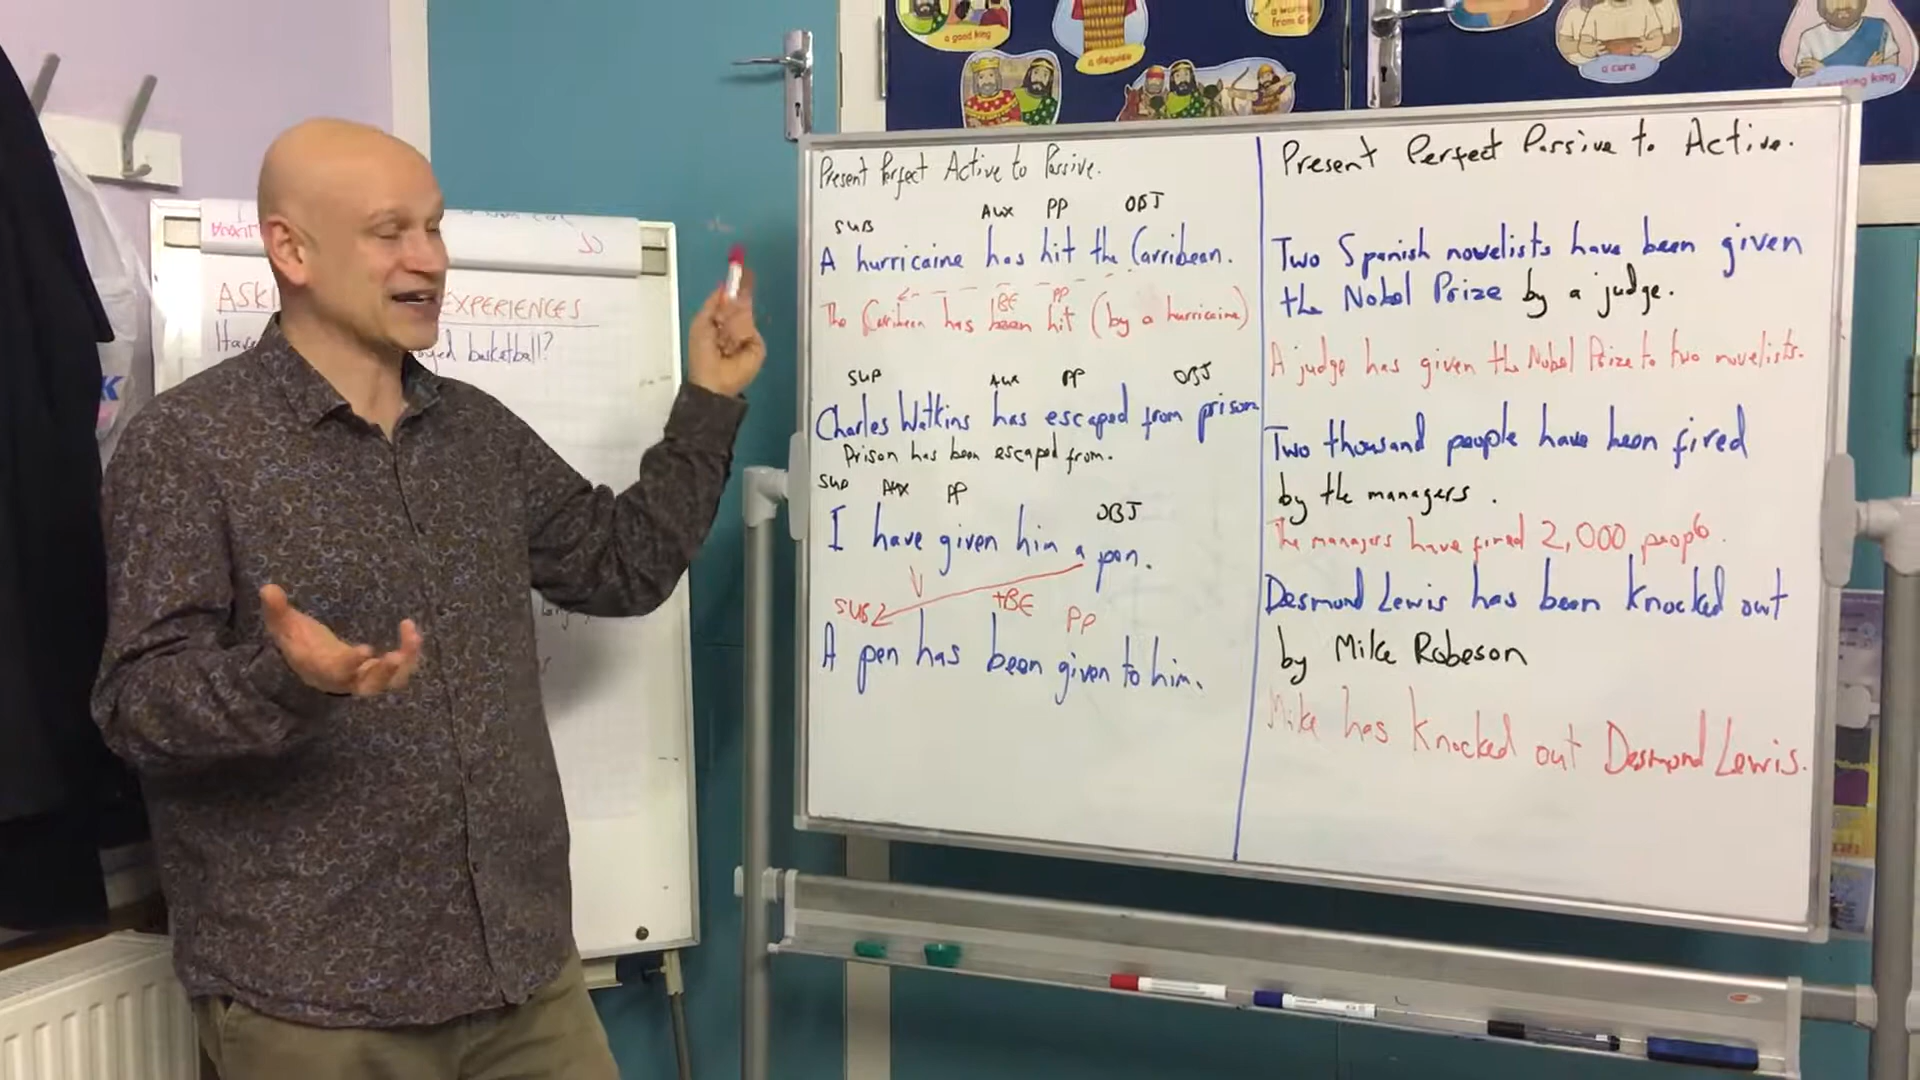 a good king
a disguise
a cure
ASK EXPERIENCES
Have yed basketball?
Present Perfect Active to Passive.
SUB AUX PP OBJ
A hurricaine has hit the Carribean.
BE PP
The Carribean has been hit (by a hurricaine)
SUP AUX PP OBJ
Charles Watkins has escaped from prison
Prison has been escaped from.
SUP AUX PP OBJ
I have given him a pen.
SUB +BE PP
A pen has been given to him.
Present Perfect Passive to Active.
Two Spanish novelists have been given
the Nobel Prize by a judge.
A judge has given the Nobel Prize to two novelists.
Two thousand people have been fired
by the managers.
The managers have fired 2,000 people.
Desmond Lewis has been knocked out
by Mike Robeson
Mike has knocked out Desmond Lewis.